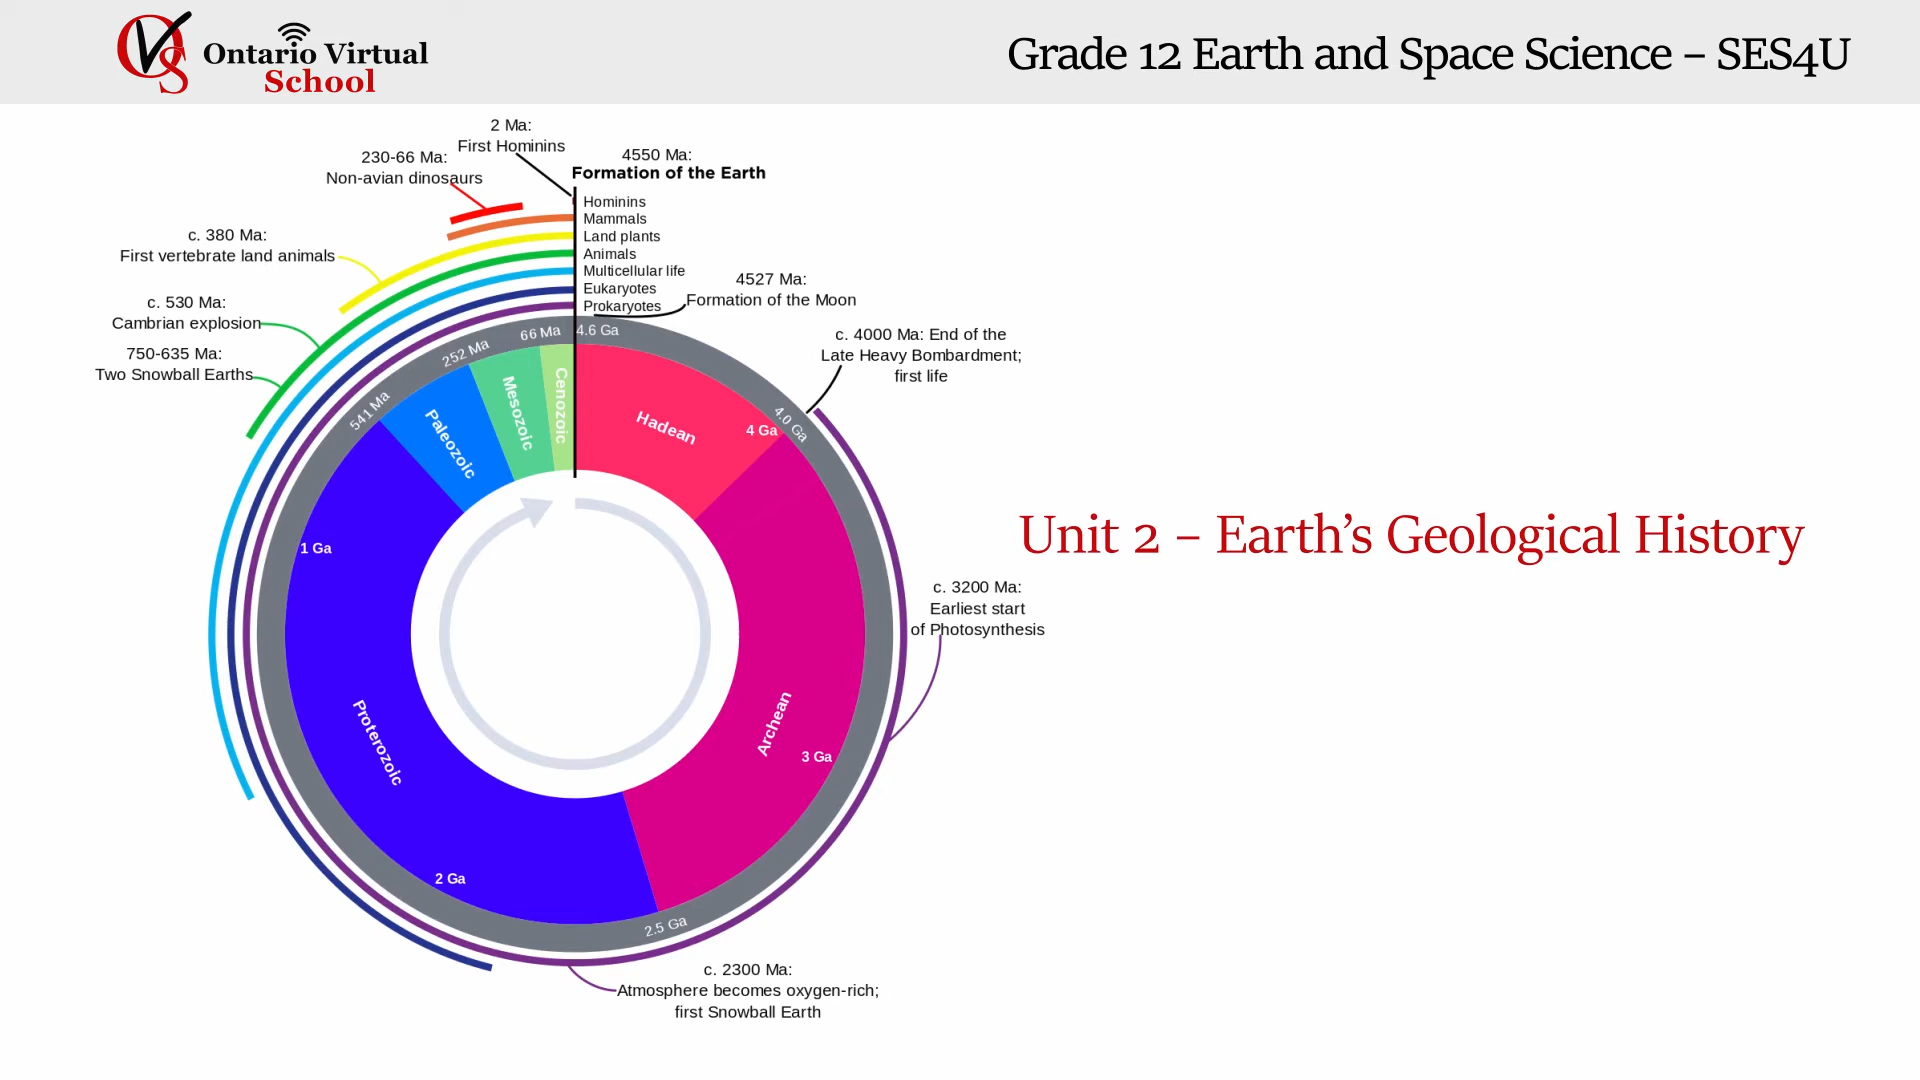 OVS
Ontario Virtual
School
Grade 12 Earth and Space Science – SES4U
2 Ma:
First Hominins
230-66 Ma:
Non-avian dinosaurs
4550 Ma:
Formation of the Earth
Hominins
Mammals
Land plants
Animals
Multicellular life
Eukaryotes
Prokaryotes
c. 380 Ma:
First vertebrate land animals
4527 Ma:
Formation of the Moon
c. 530 Ma:
Cambrian explosion
750-635 Ma:
Two Snowball Earths
c. 4000 Ma: End of the
Late Heavy Bombardment;
first life
541 Ma
252 Ma
66 Ma
4.6 Ga
4.0 Ga
Paleozoic
Mesozoic
Cenozoic
Hadean
4 Ga
Unit 2 – Earth’s Geological History
1 Ga
c. 3200 Ma:
Earliest start
of Photosynthesis
Proterozoic
Archean
3 Ga
2 Ga
2.5 Ga
c. 2300 Ma:
Atmosphere becomes oxygen-rich;
first Snowball Earth